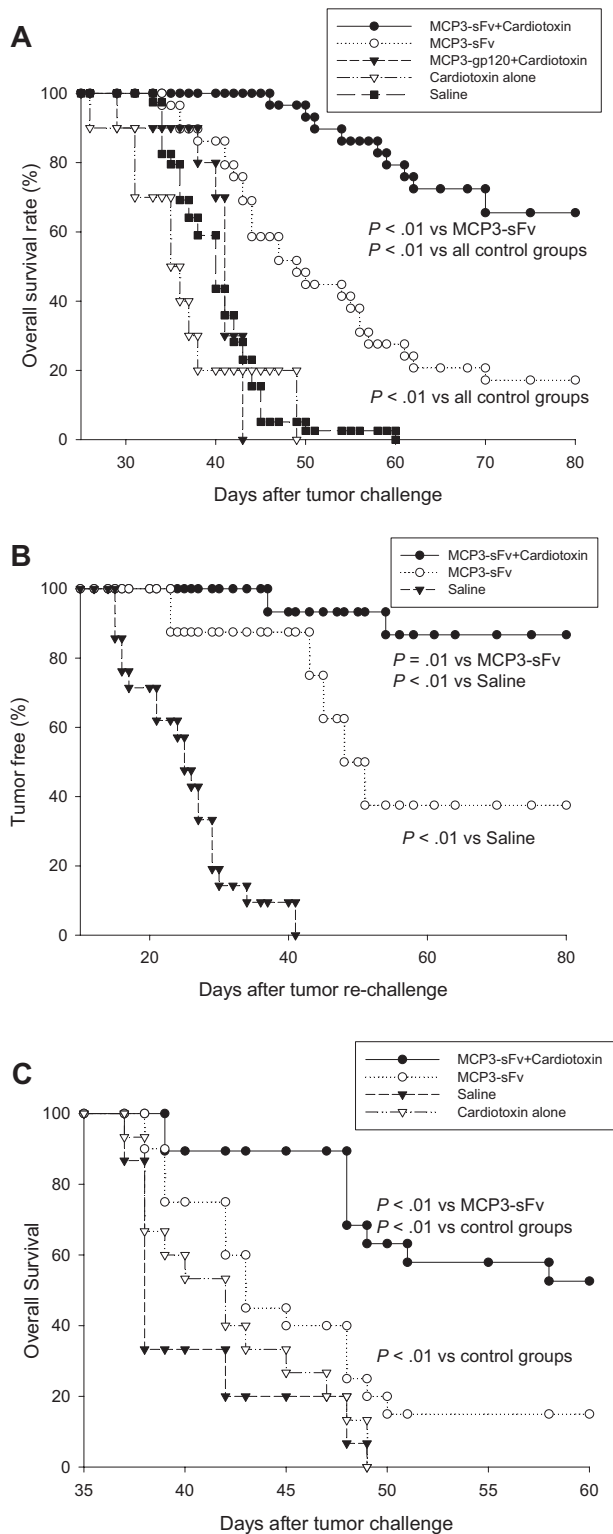 A
MCP3-sFv+Cardiotoxin
MCP3-sFv
MCP3-gp120+Cardiotoxin
Cardiotoxin alone
Saline
100
80
60
40
20
0
Overall survival rate (%)
P < .01 vs MCP3-sFv
P < .01 vs all control groups
P < .01 vs all control groups
30 40 50 60 70 80
Days after tumor challenge
B
MCP3-sFv+Cardiotoxin
MCP3-sFv
Saline
100
80
60
40
20
0
Tumor free (%)
P = .01 vs MCP3-sFv
P < .01 vs Saline
P < .01 vs Saline
20 40 60 80
Days after tumor re-challenge
C
MCP3-sFv+Cardiotoxin
MCP3-sFv
Saline
Cardiotoxin alone
100
80
60
40
20
0
Overall Survival
P < .01 vs MCP3-sFv
P < .01 vs control groups
P < .01 vs control groups
35 40 45 50 55 60
Days after tumor challenge